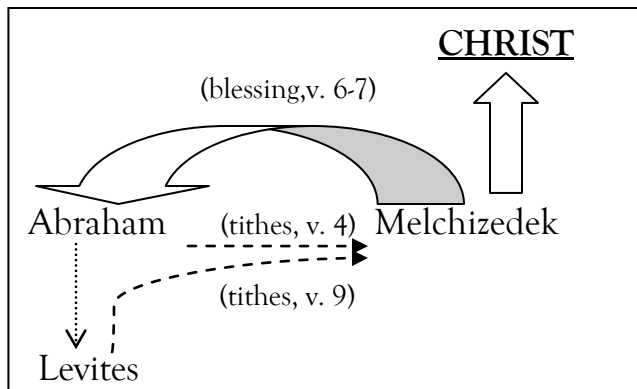 CHRIST
(blessing,v. 6-7)
Abraham
(tithes, v. 4)
Melchizedek
(tithes, v. 9)
Levites